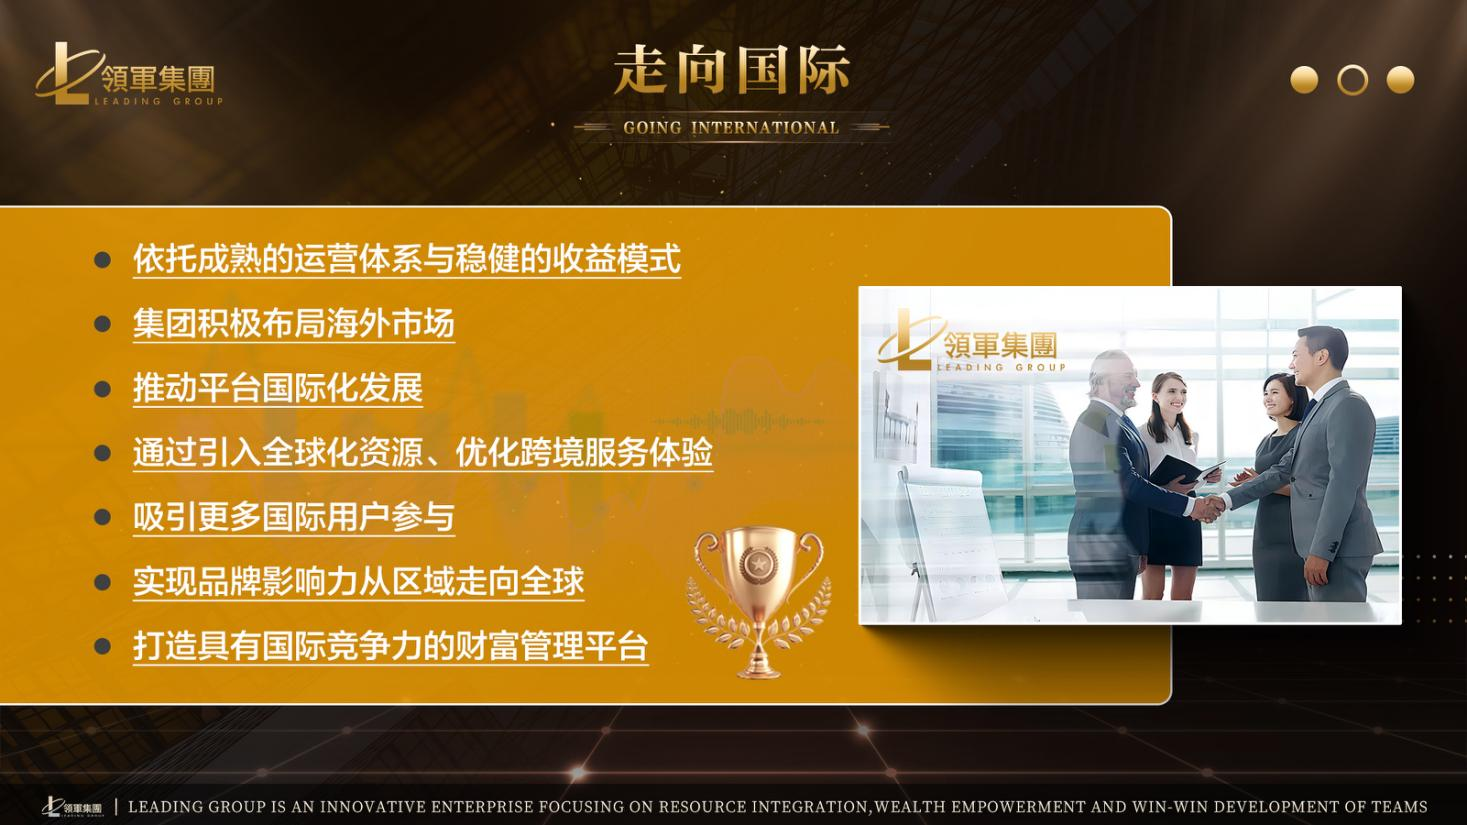 領軍集團
LEADING GROUP
走向国际
GOING INTERNATIONAL
依托成熟的运营体系与稳健的收益模式
集团积极布局海外市场
推动平台国际化发展
通过引入全球化资源、优化跨境服务体验
吸引更多国际用户参与
实现品牌影响力从区域走向全球
打造具有国际竞争力的财富管理平台
領軍集團
LEADING GROUP
領軍集團
LEADING GROUP
LEADING GROUP IS AN INNOVATIVE ENTERPRISE FOCUSING ON RESOURCE INTEGRATION,WEALTH EMPOWERMENT AND WIN-WIN DEVELOPMENT OF TEAMS